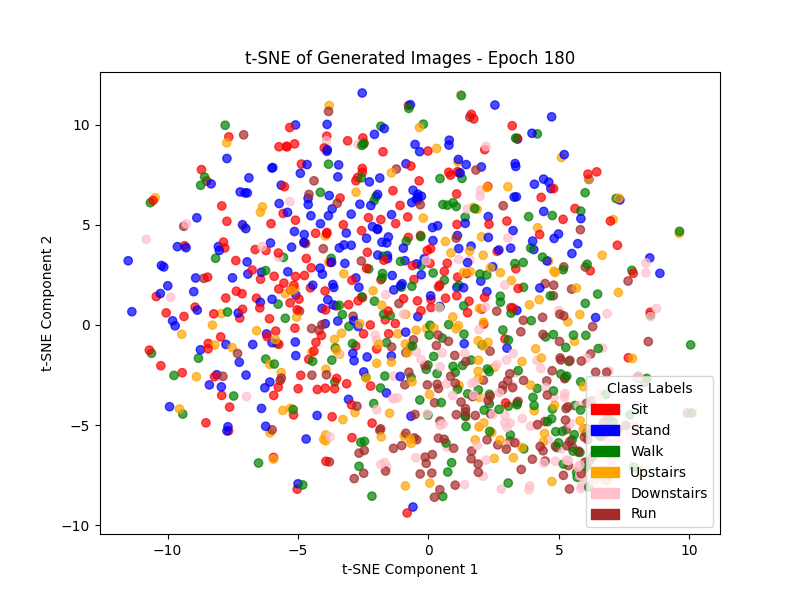 t-SNE of Generated Images - Epoch 180
t-SNE Component 2
10
5
0
−5
−10
−10
−5
0
5
10
t-SNE Component 1
Class Labels
Sit
Stand
Walk
Upstairs
Downstairs
Run